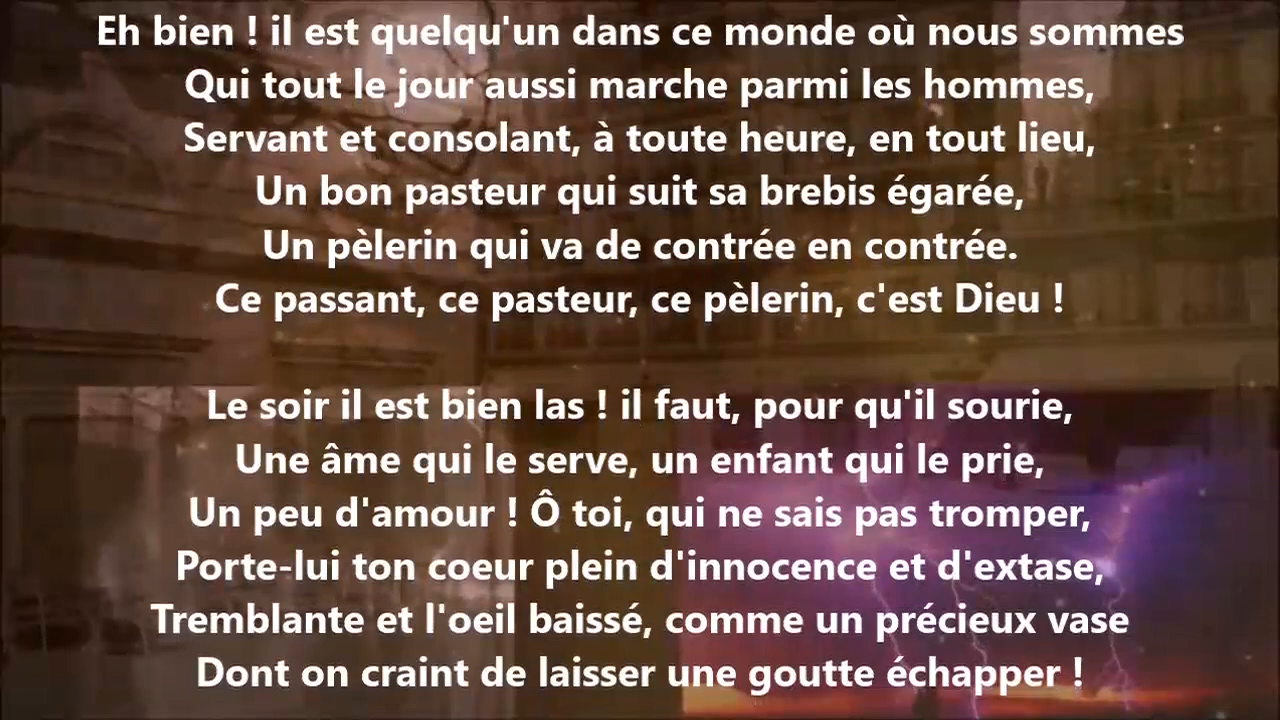 Eh bien ! il est quelqu'un dans ce monde où nous sommes
Qui tout le jour aussi marche parmi les hommes,
Servant et consolant, à toute heure, en tout lieu,
Un bon pasteur qui suit sa brebis égarée,
Un pèlerin qui va de contrée en contrée.
Ce passant, ce pasteur, ce pèlerin, c'est Dieu !
Le soir il est bien las ! il faut, pour qu'il sourie,
Une âme qui le serve, un enfant qui le prie,
Un peu d'amour ! Ô toi, qui ne sais pas tromper,
Porte-lui ton coeur plein d'innocence et d'extase,
Tremblante et l'oeil baissé, comme un précieux vase
Dont on craint de laisser une goutte échapper !